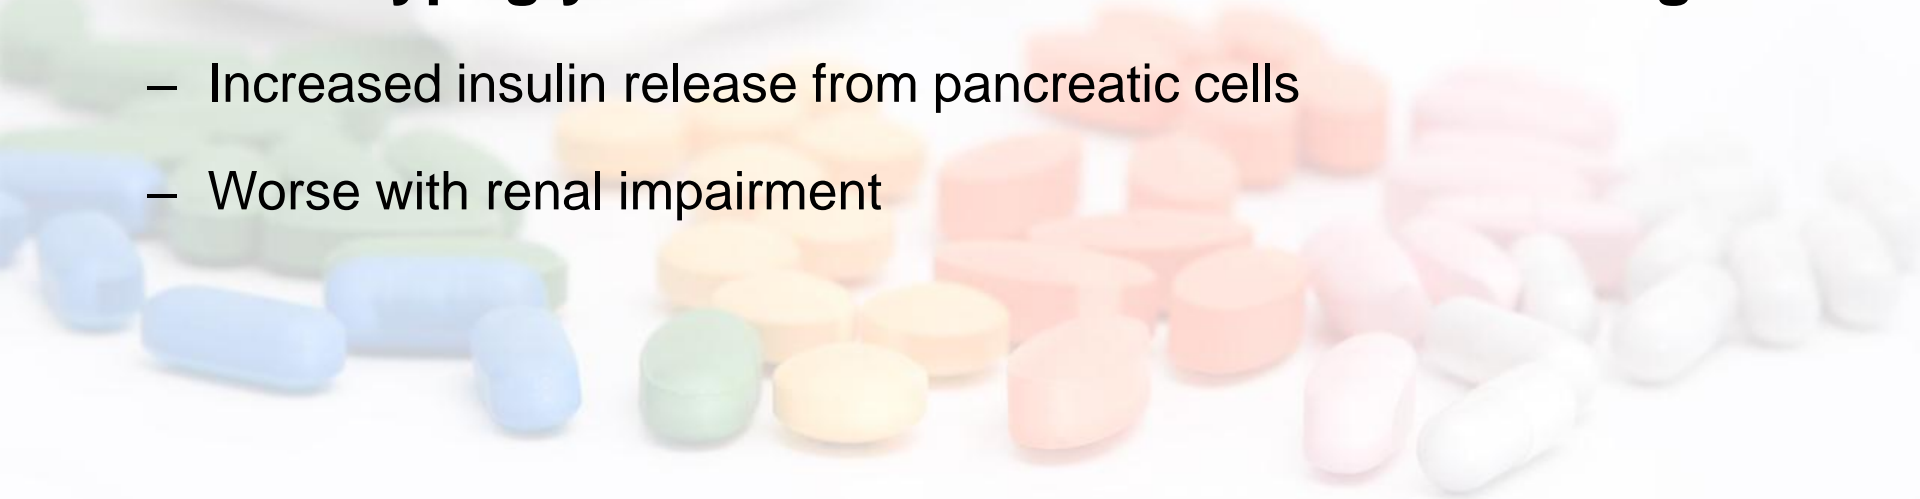 – Increased insulin release from pancreatic cells
– Worse with renal impairment